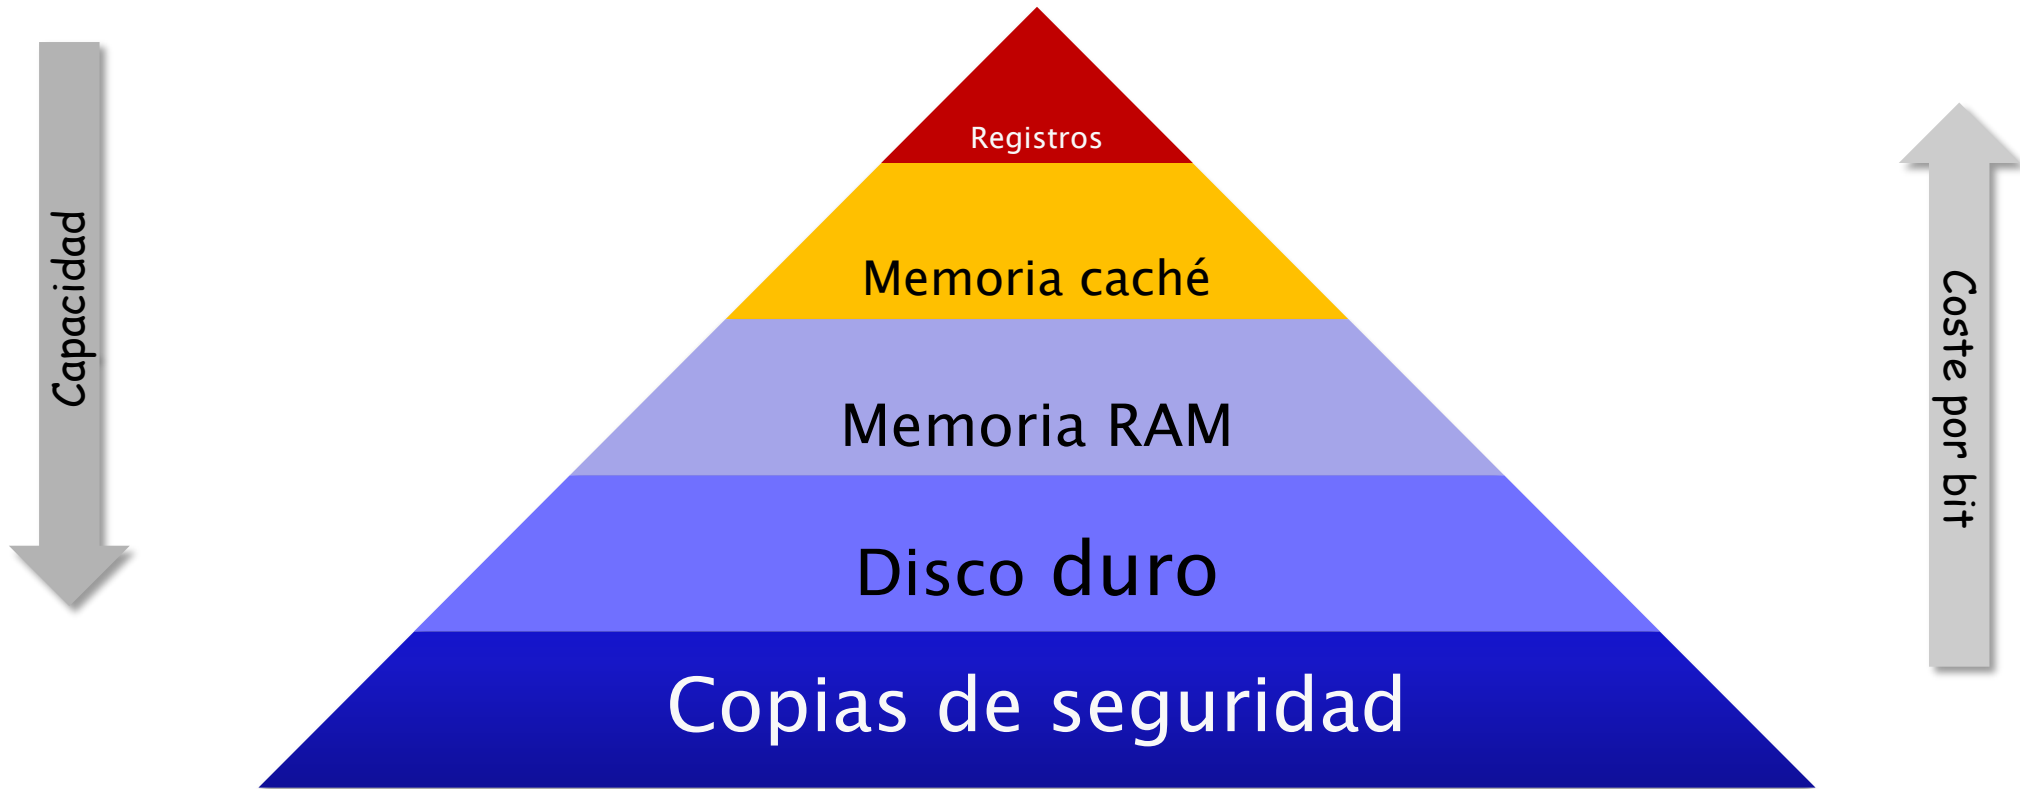 Capacidad
Registros
Memoria caché
Memoria RAM
Disco duro
Copias de seguridad
Coste por bit